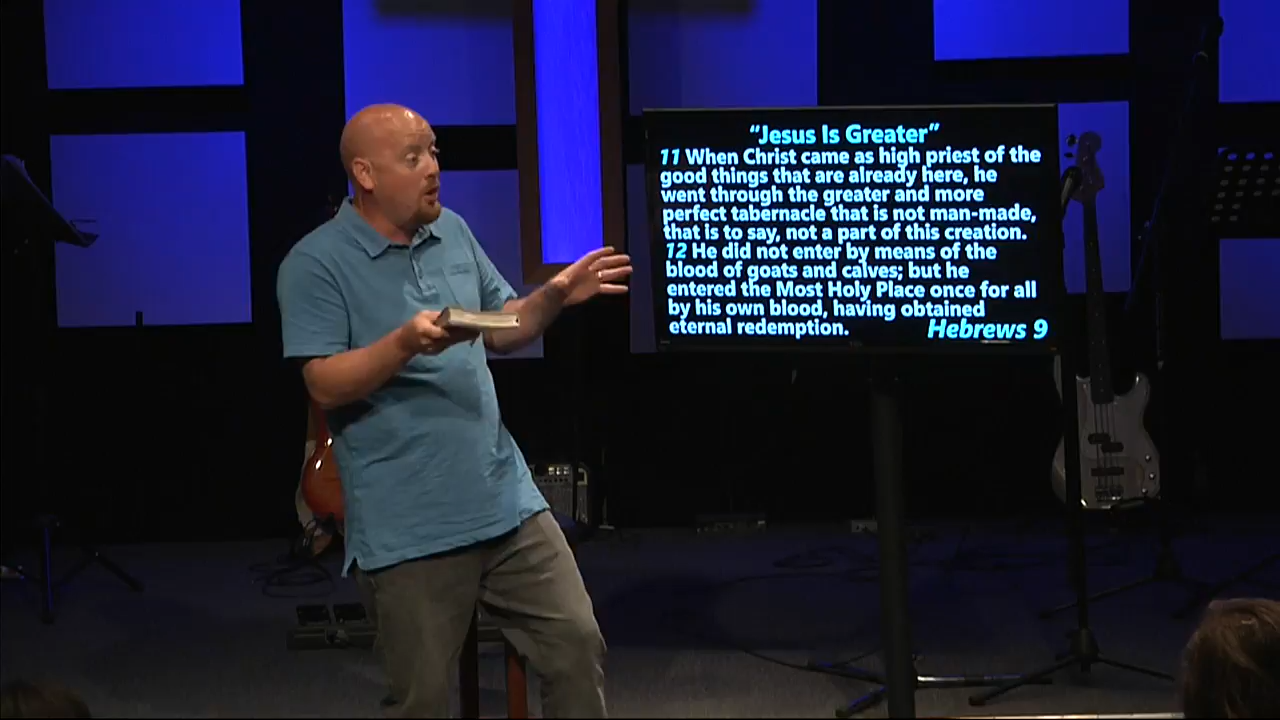 “Jesus Is Greater”
11 When Christ came as high priest of the
good things that are already here, he
went through the greater and more
perfect tabernacle that is not man-made,
that is to say, not a part of this creation.
12 He did not enter by means of the
blood of goats and calves; but he
entered the Most Holy Place once for all
by his own blood, having obtained
eternal redemption. Hebrews 9